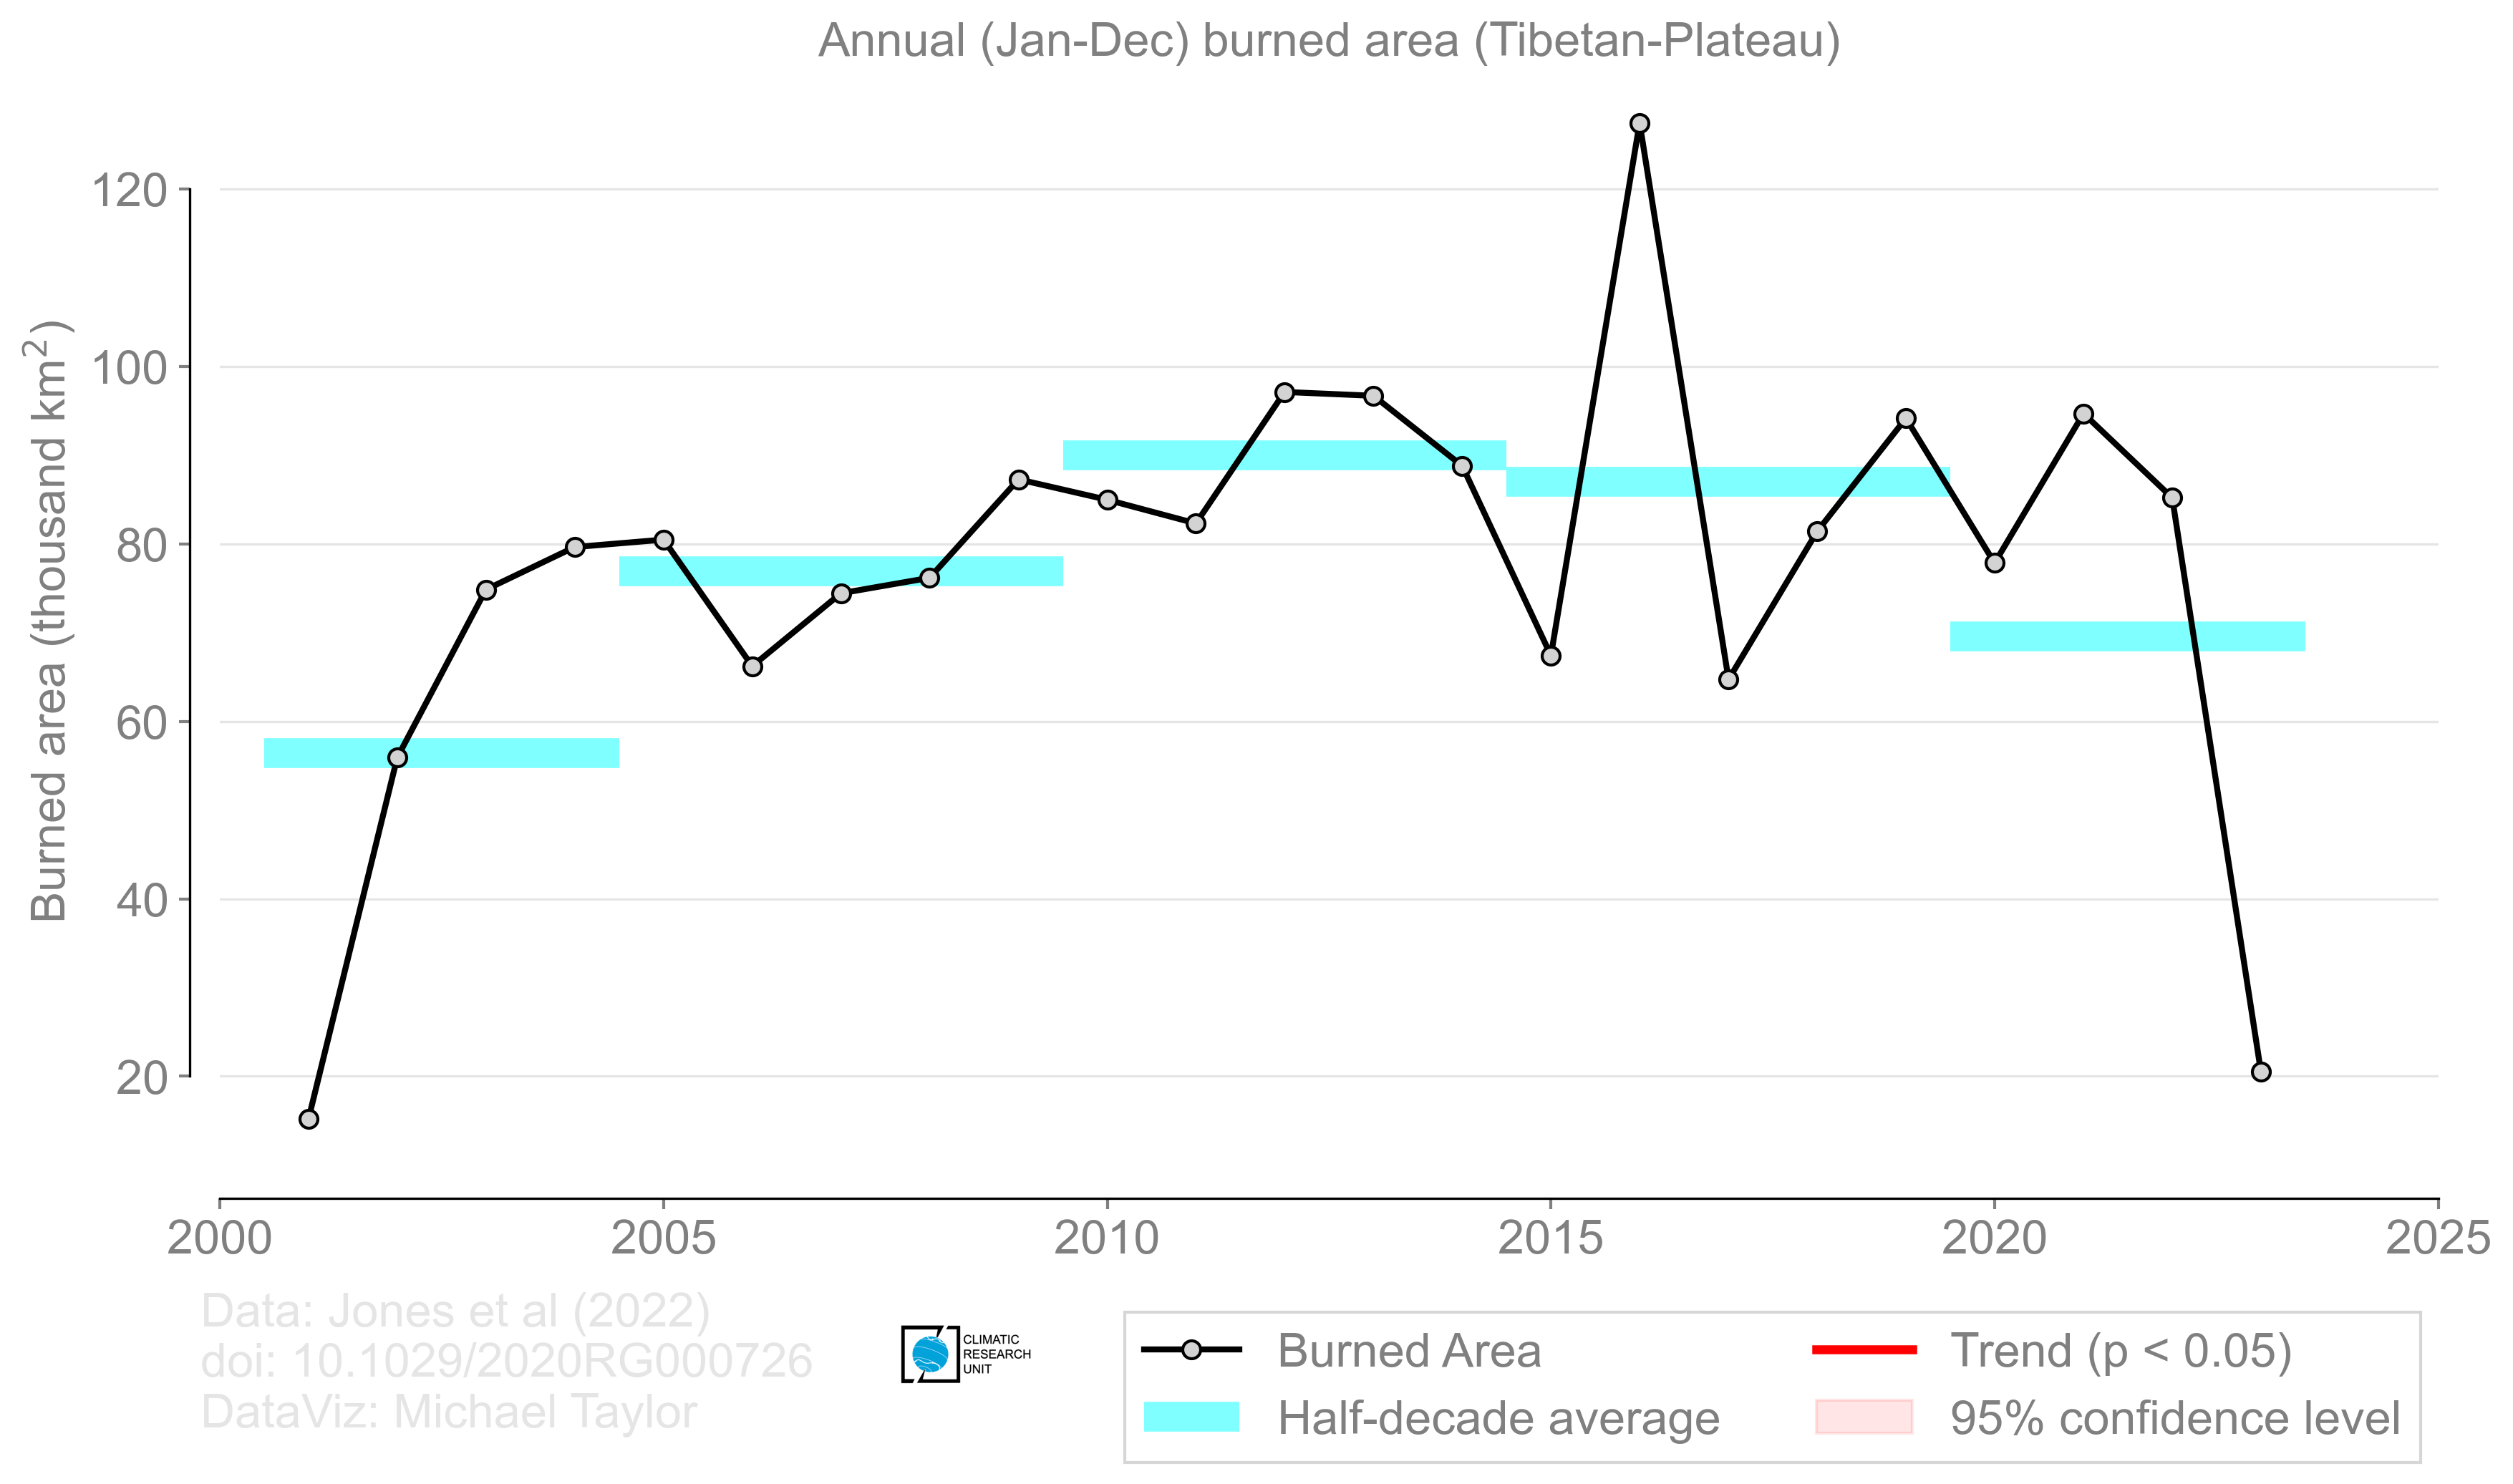 Annual (Jan-Dec) burned area (Tibetan-Plateau)
Burned area (thousand km²)
120
100
80
60
40
20
2000 2005 2010 2015 2020 2025
Data: Jones et al (2022)
doi: 10.1029/2020RG000726
DataViz: Michael Taylor
CLIMATIC
RESEARCH
UNIT
Burned Area
Half-decade average
Trend (p < 0.05)
95% confidence level